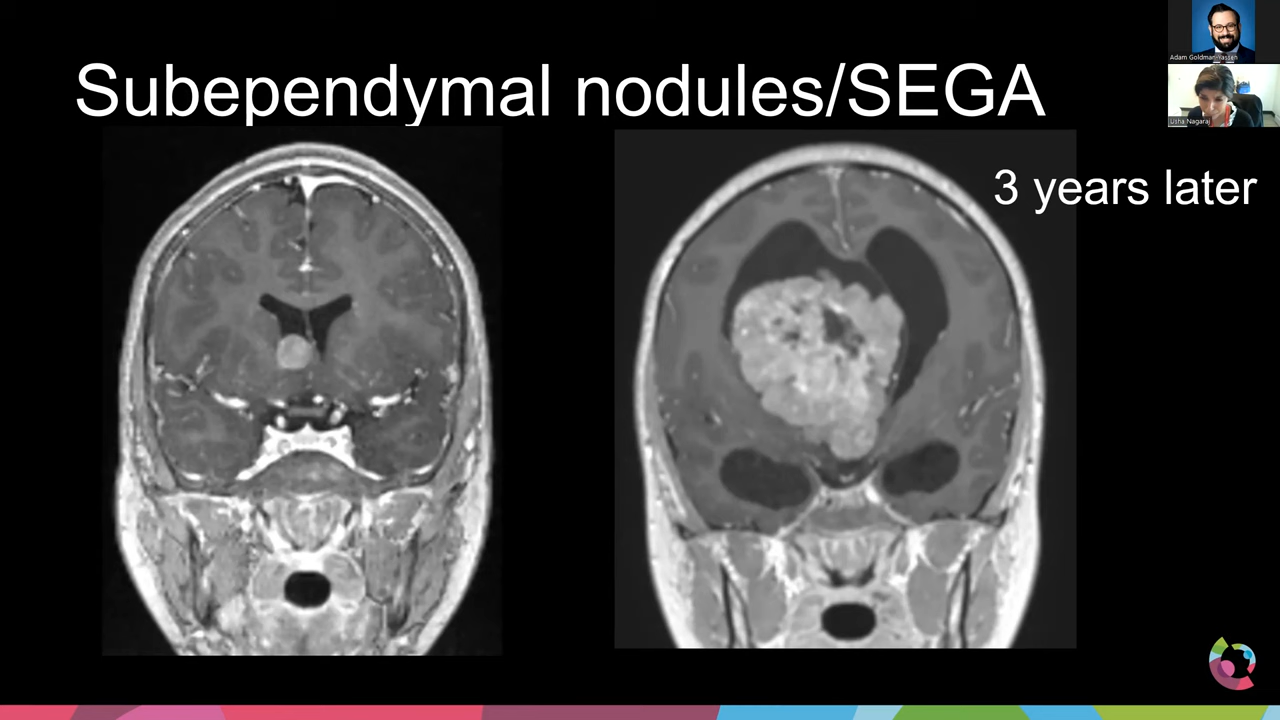 Subependymal nodules/SEGA
3 years later
Adam Goldman-Yassen
Usha Nagaraj